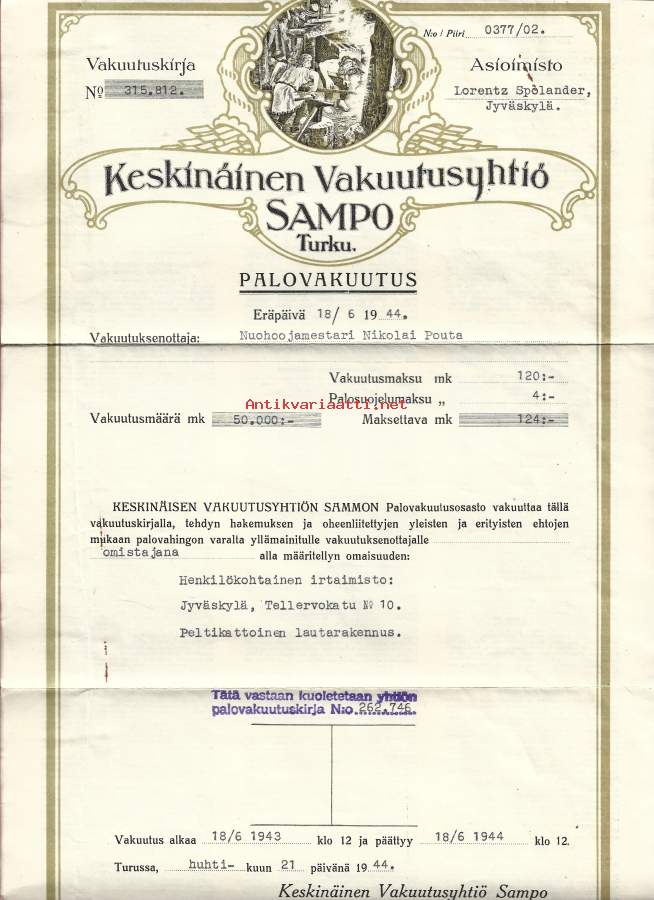 N:o / Piiri 0377/02.
Vakuutuskirja
Asioimisto
No 315.812.
Lorentz Spolander,
Jyväskylä.
Keskinäinen Vakuutusyhtiö
SAMPO
Turku.
PALOVAKUUTUS
Eräpäivä 18/ 6 1944.
Vakuutuksenottaja: Nuohoojamestari Nikolai Pouta
Vakuutusmaksu mk 120:-
Antikvariaatti.net
Palosuojelumaksu „ 4:-
Vakuutusmäärä mk 50.000:- Maksettava mk 124:-
KESKINÄISEN VAKUUTUSYHTIÖN SAMMON Palovakuutusosasto vakuuttaa tällä
vakuutuskirjalla, tehdyn hakemuksen ja oheenliitettyjen yleisten ja erityisten ehtojen
mukaan palovahingon varalta yllämainitulle vakuutuksenottajalle
omistajana alla määritellyn omaisuuden:
Henkilökohtainen irtaimisto:
Jyväskylä, Tellervokatu № 10.
Peltikattoinen lautarakennus.
Tätä vastaan kuoletetaan yhtiön
palovakuutuskirja N:o 262.746
Vakuutus alkaa 18/6 1943 klo 12 ja päättyy 18/6 1944 klo 12.
Turussa, huhti- kuun 21 päivänä 1944.
Keskinäinen Vakuutusyhtiö Sampo